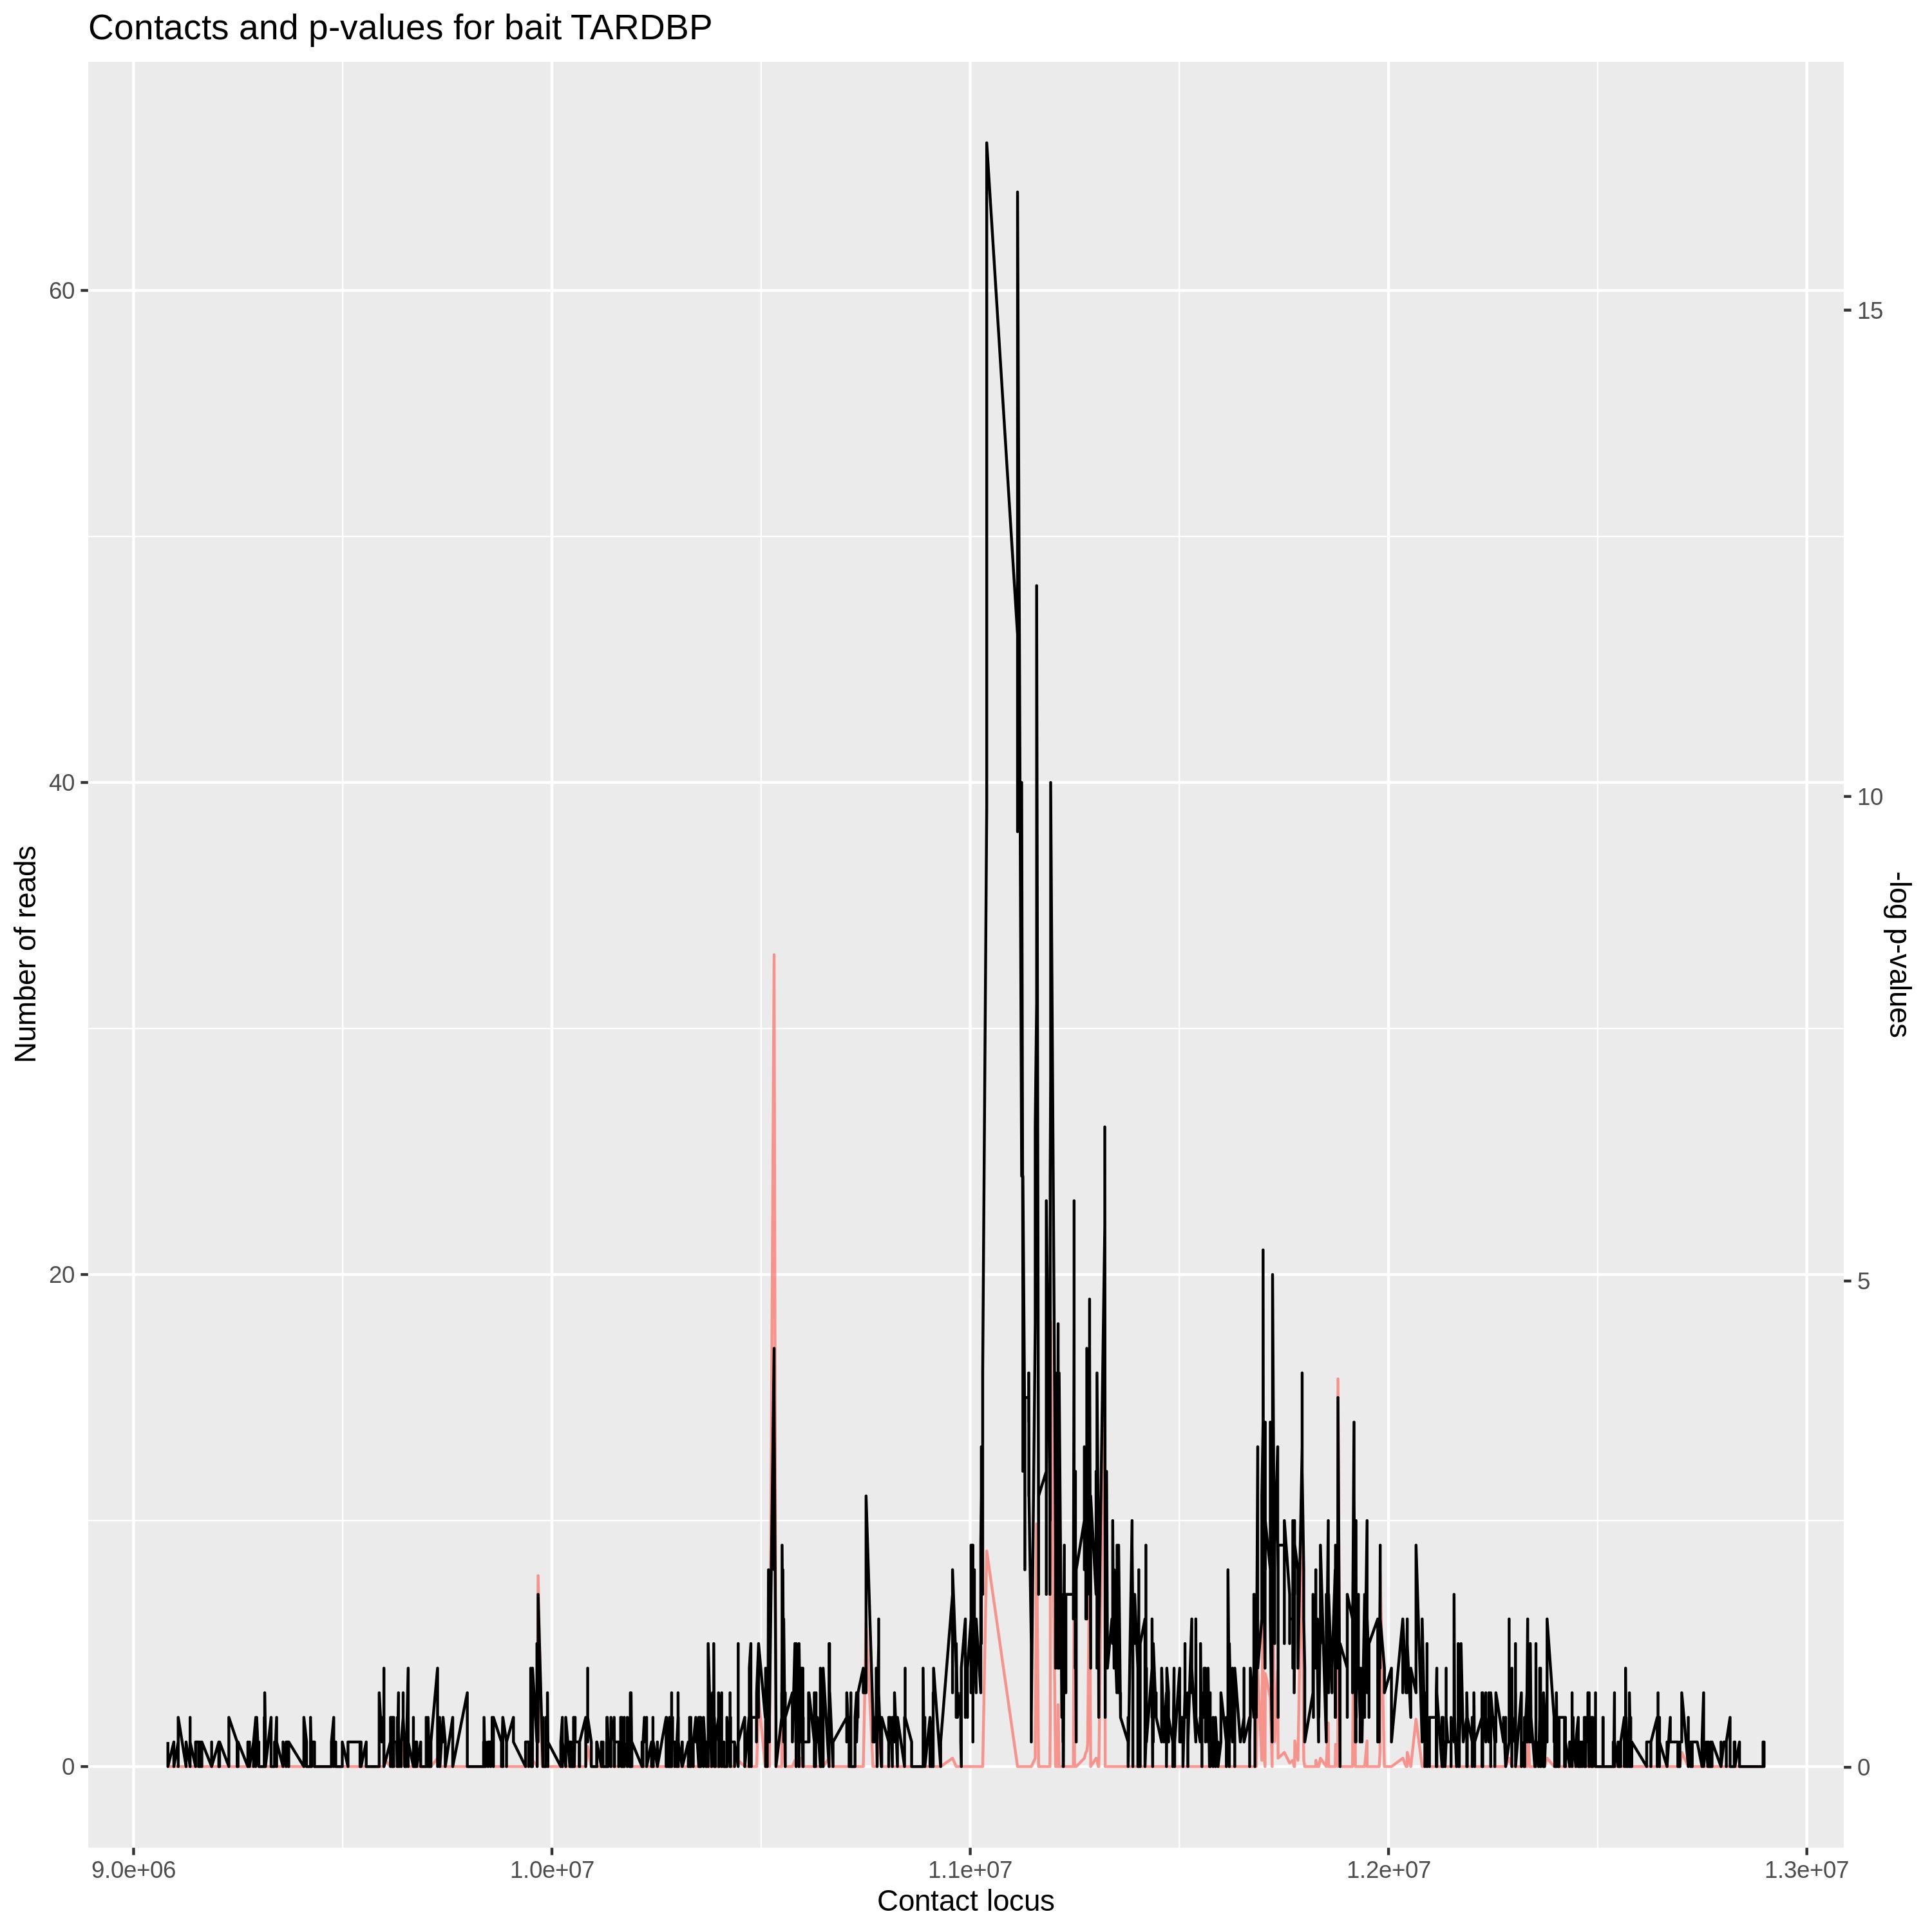 Contacts and p-values for bait TARDBP
60
40
20
0
15
10
5
0
Number of reads
-log p-values
9.0e+06
1.0e+07
1.1e+07
1.2e+07
1.3e+07
Contact locus